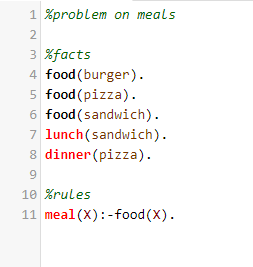 1 %problem on meals
2
3 %facts
4 food(burger).
5 food(pizza).
6 food(sandwich).
7 lunch(sandwich).
8 dinner(pizza).
9
10 %rules
11 meal(X):-food(X).